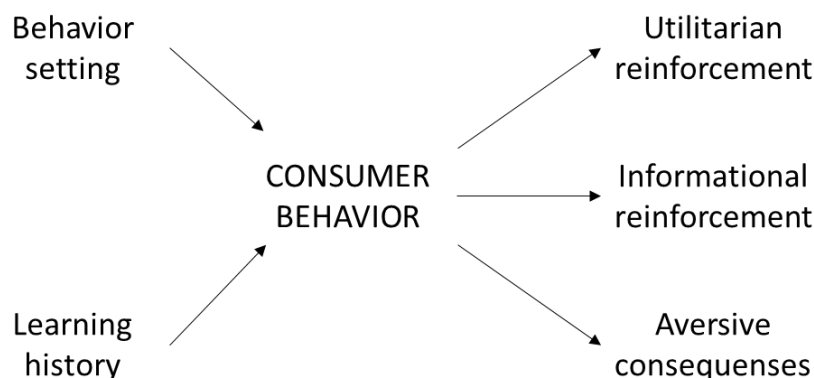 Behavior
setting
Utilitarian
reinforcement
CONSUMER
BEHAVIOR
Informational
reinforcement
Learning
history
Aversive
consequenses